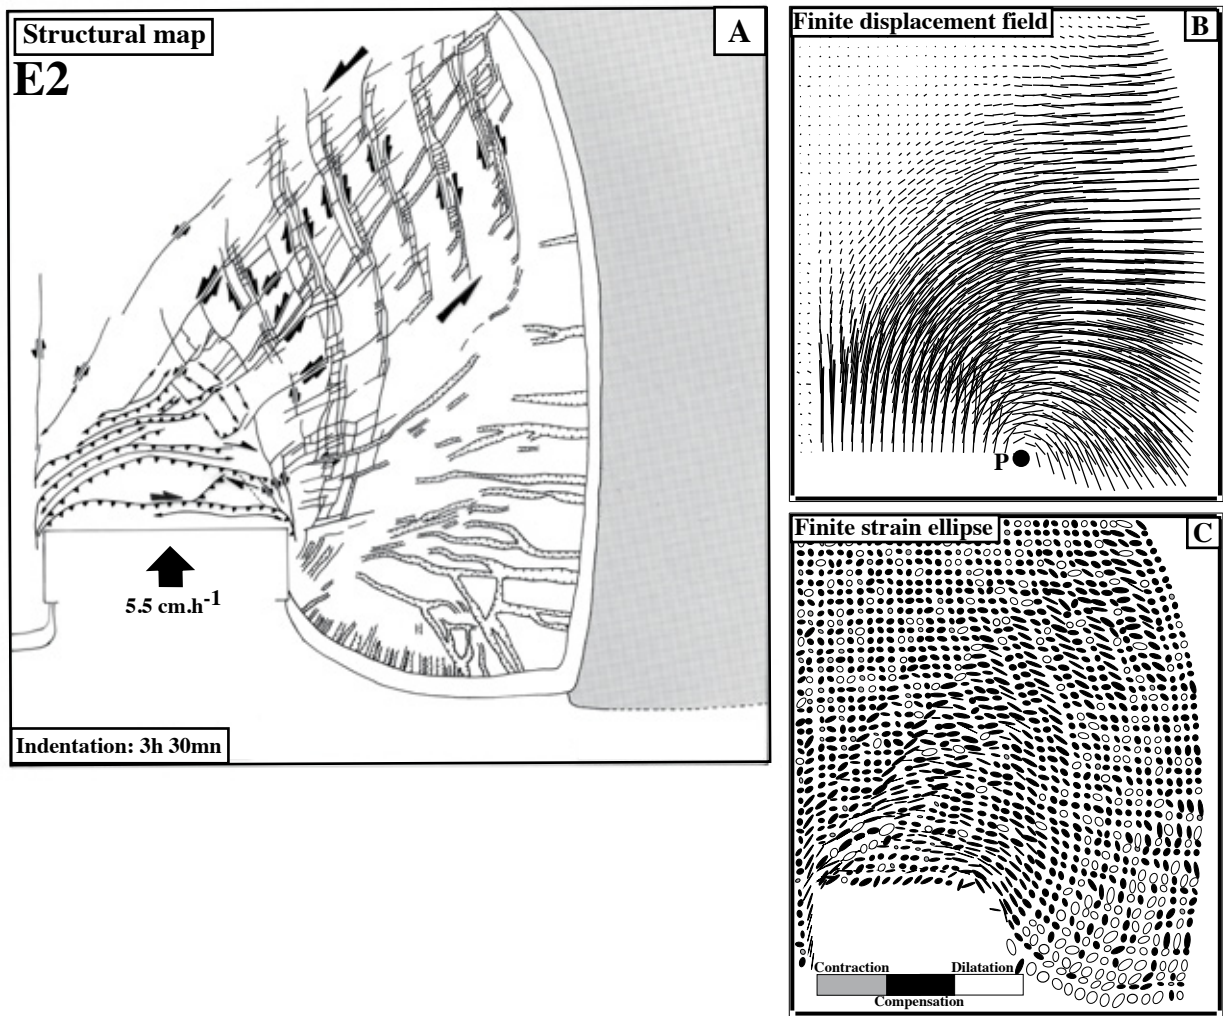 Structural map
A
E2
5.5 cm.h-1
Indentation: 3h 30mn
Finite displacement field
B
P
Finite strain ellipse
C
Contraction
Dilatation
Compensation